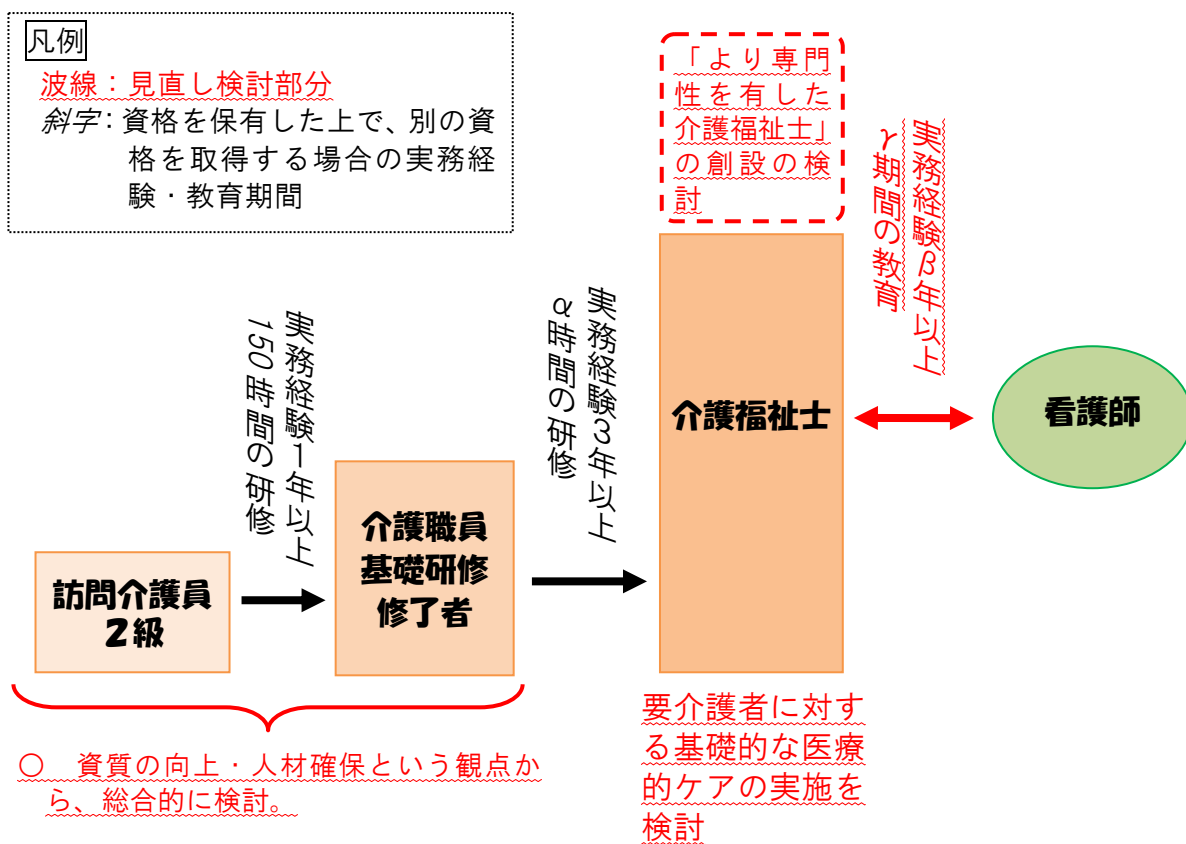 凡例
波線：見直し検討部分
斜字：資格を保有した上で、別の資
格を取得する場合の実務経
験・教育期間
「より専門
性を有した
介護福祉士」
の創設の検
討
実務経験β年以上
γ期間の教育
実務経験３年以上
α時間の研修
実務経験１年以上
150時間の研修
訪問介護員
２級
介護職員
基礎研修
修了者
介護福祉士
看護師
○　資質の向上・人材確保という観点か
ら、総合的に検討。
要介護者に対す
る基礎的な医療
的ケアの実施を
検討